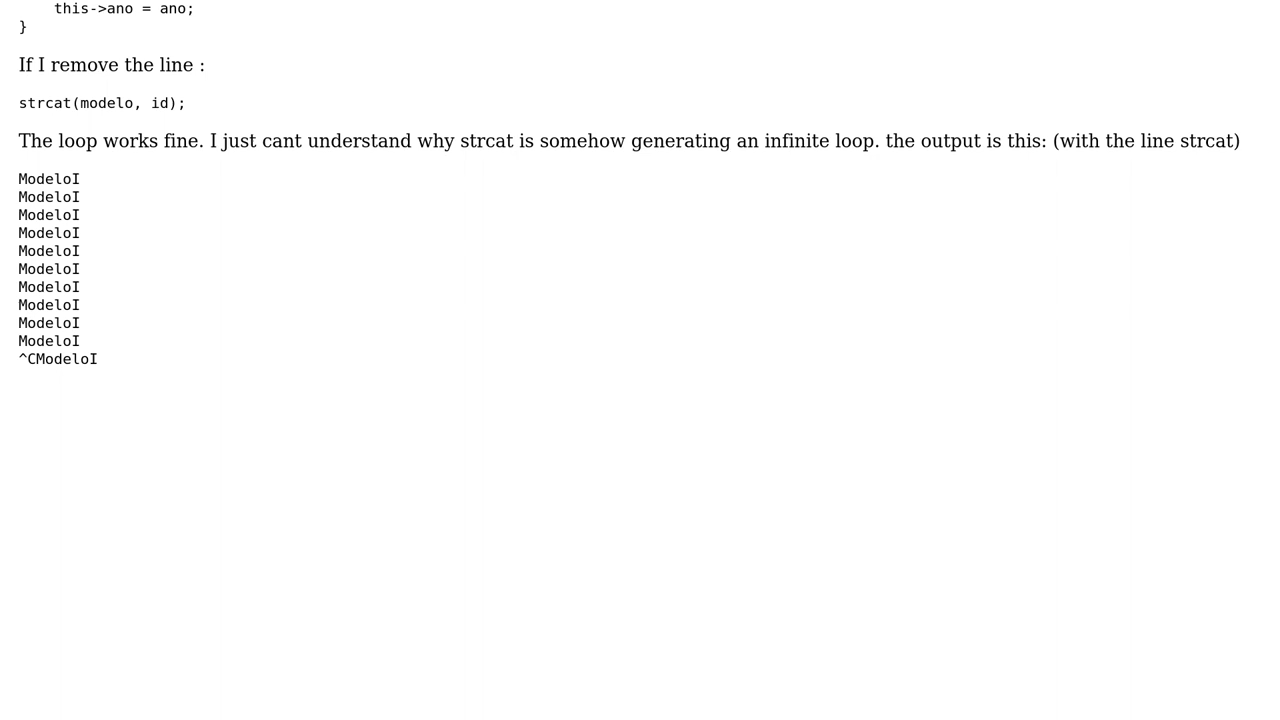 this->ano = ano;
}
If I remove the line :
strcat(modelo, id);
The loop works fine. I just cant understand why strcat is somehow generating an infinite loop. the output is this: (with the line strcat)
ModeloI
ModeloI
ModeloI
ModeloI
ModeloI
ModeloI
ModeloI
ModeloI
ModeloI
ModeloI
^CModeloI